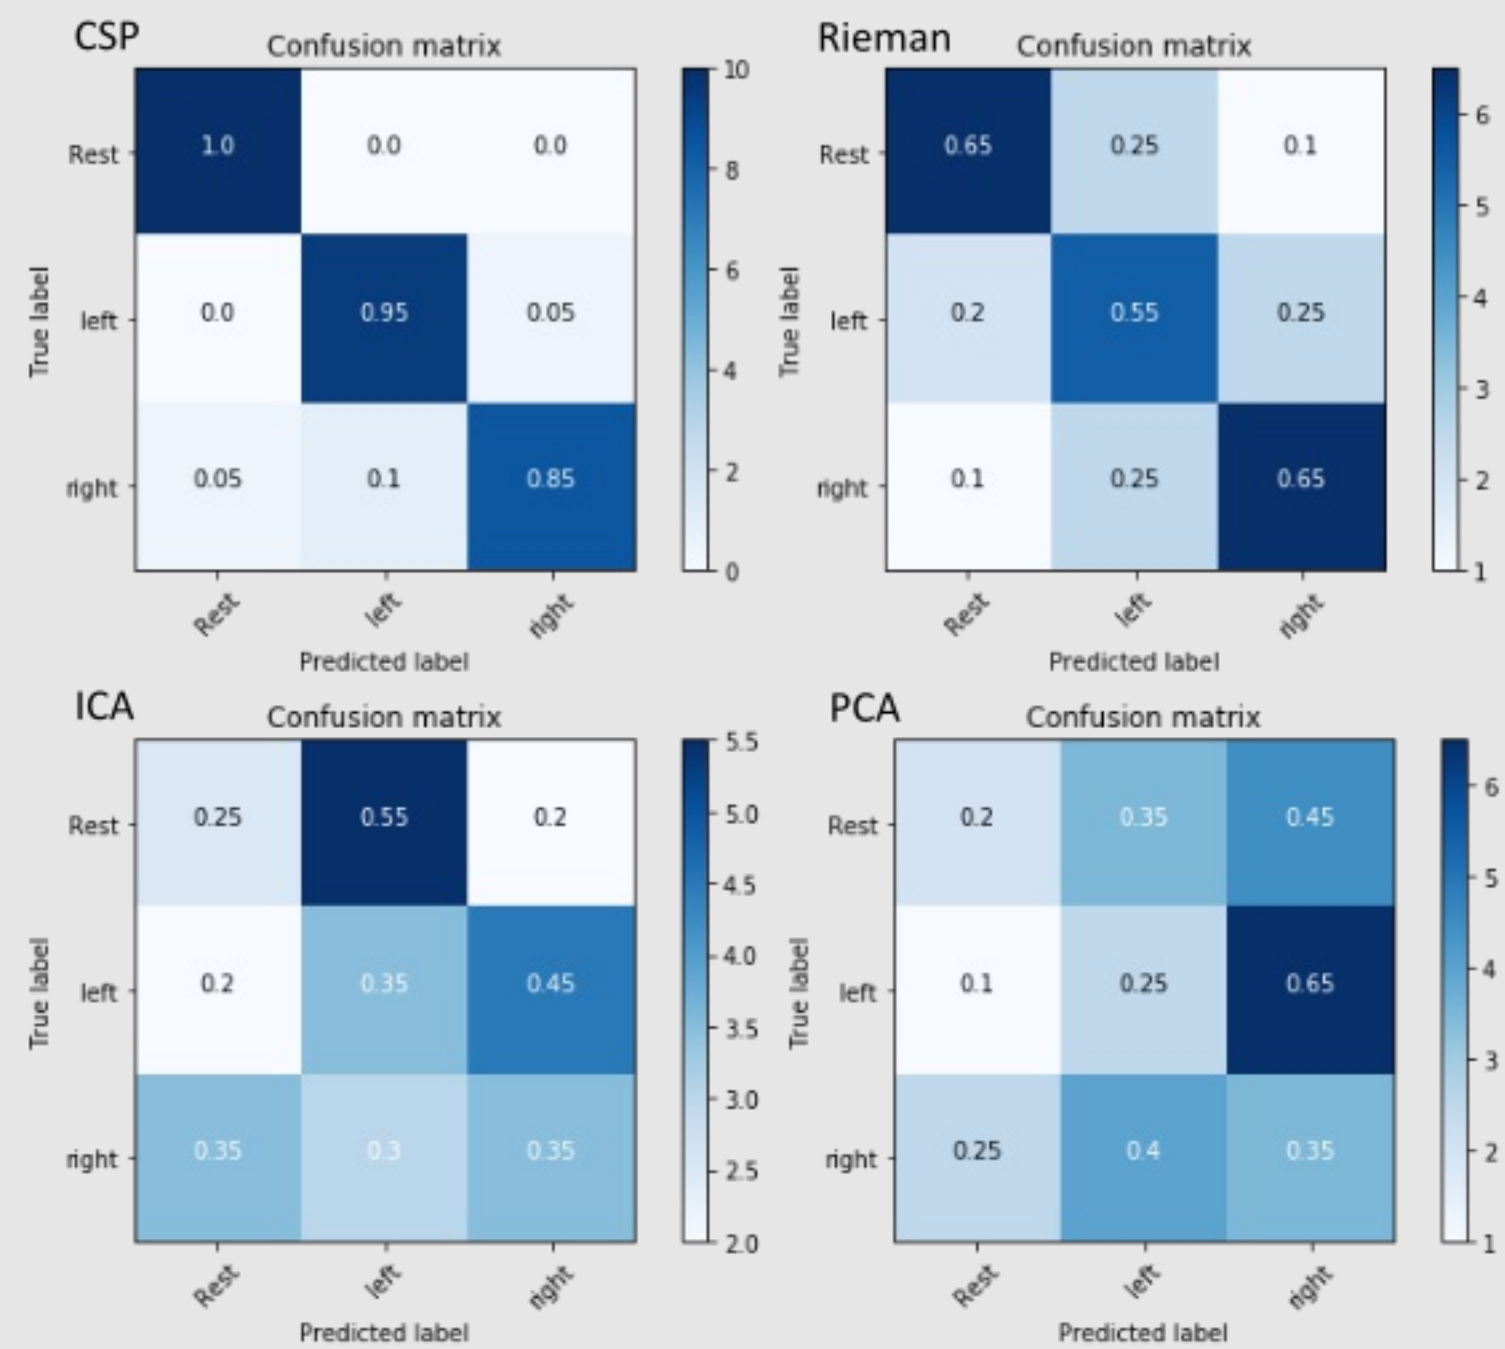 CSP
Confusion matrix
True label
Rest 1.0 0.0 0.0
left 0.0 0.95 0.05
right 0.05 0.1 0.85
Rest left right
Predicted label
10
8
6
4
2
0
Rieman
Confusion matrix
True label
Rest 0.65 0.25 0.1
left 0.2 0.55 0.25
right 0.1 0.25 0.65
Rest left right
Predicted label
6
5
4
3
2
1
ICA
Confusion matrix
True label
Rest 0.25 0.55 0.2
left 0.2 0.35 0.45
right 0.35 0.3 0.35
Rest left right
Predicted label
5.5
5.0
4.5
4.0
3.5
3.0
2.5
2.0
PCA
Confusion matrix
True label
Rest 0.2 0.35 0.45
left 0.1 0.25 0.65
right 0.25 0.4 0.35
Rest left right
Predicted label
6
5
4
3
2
1